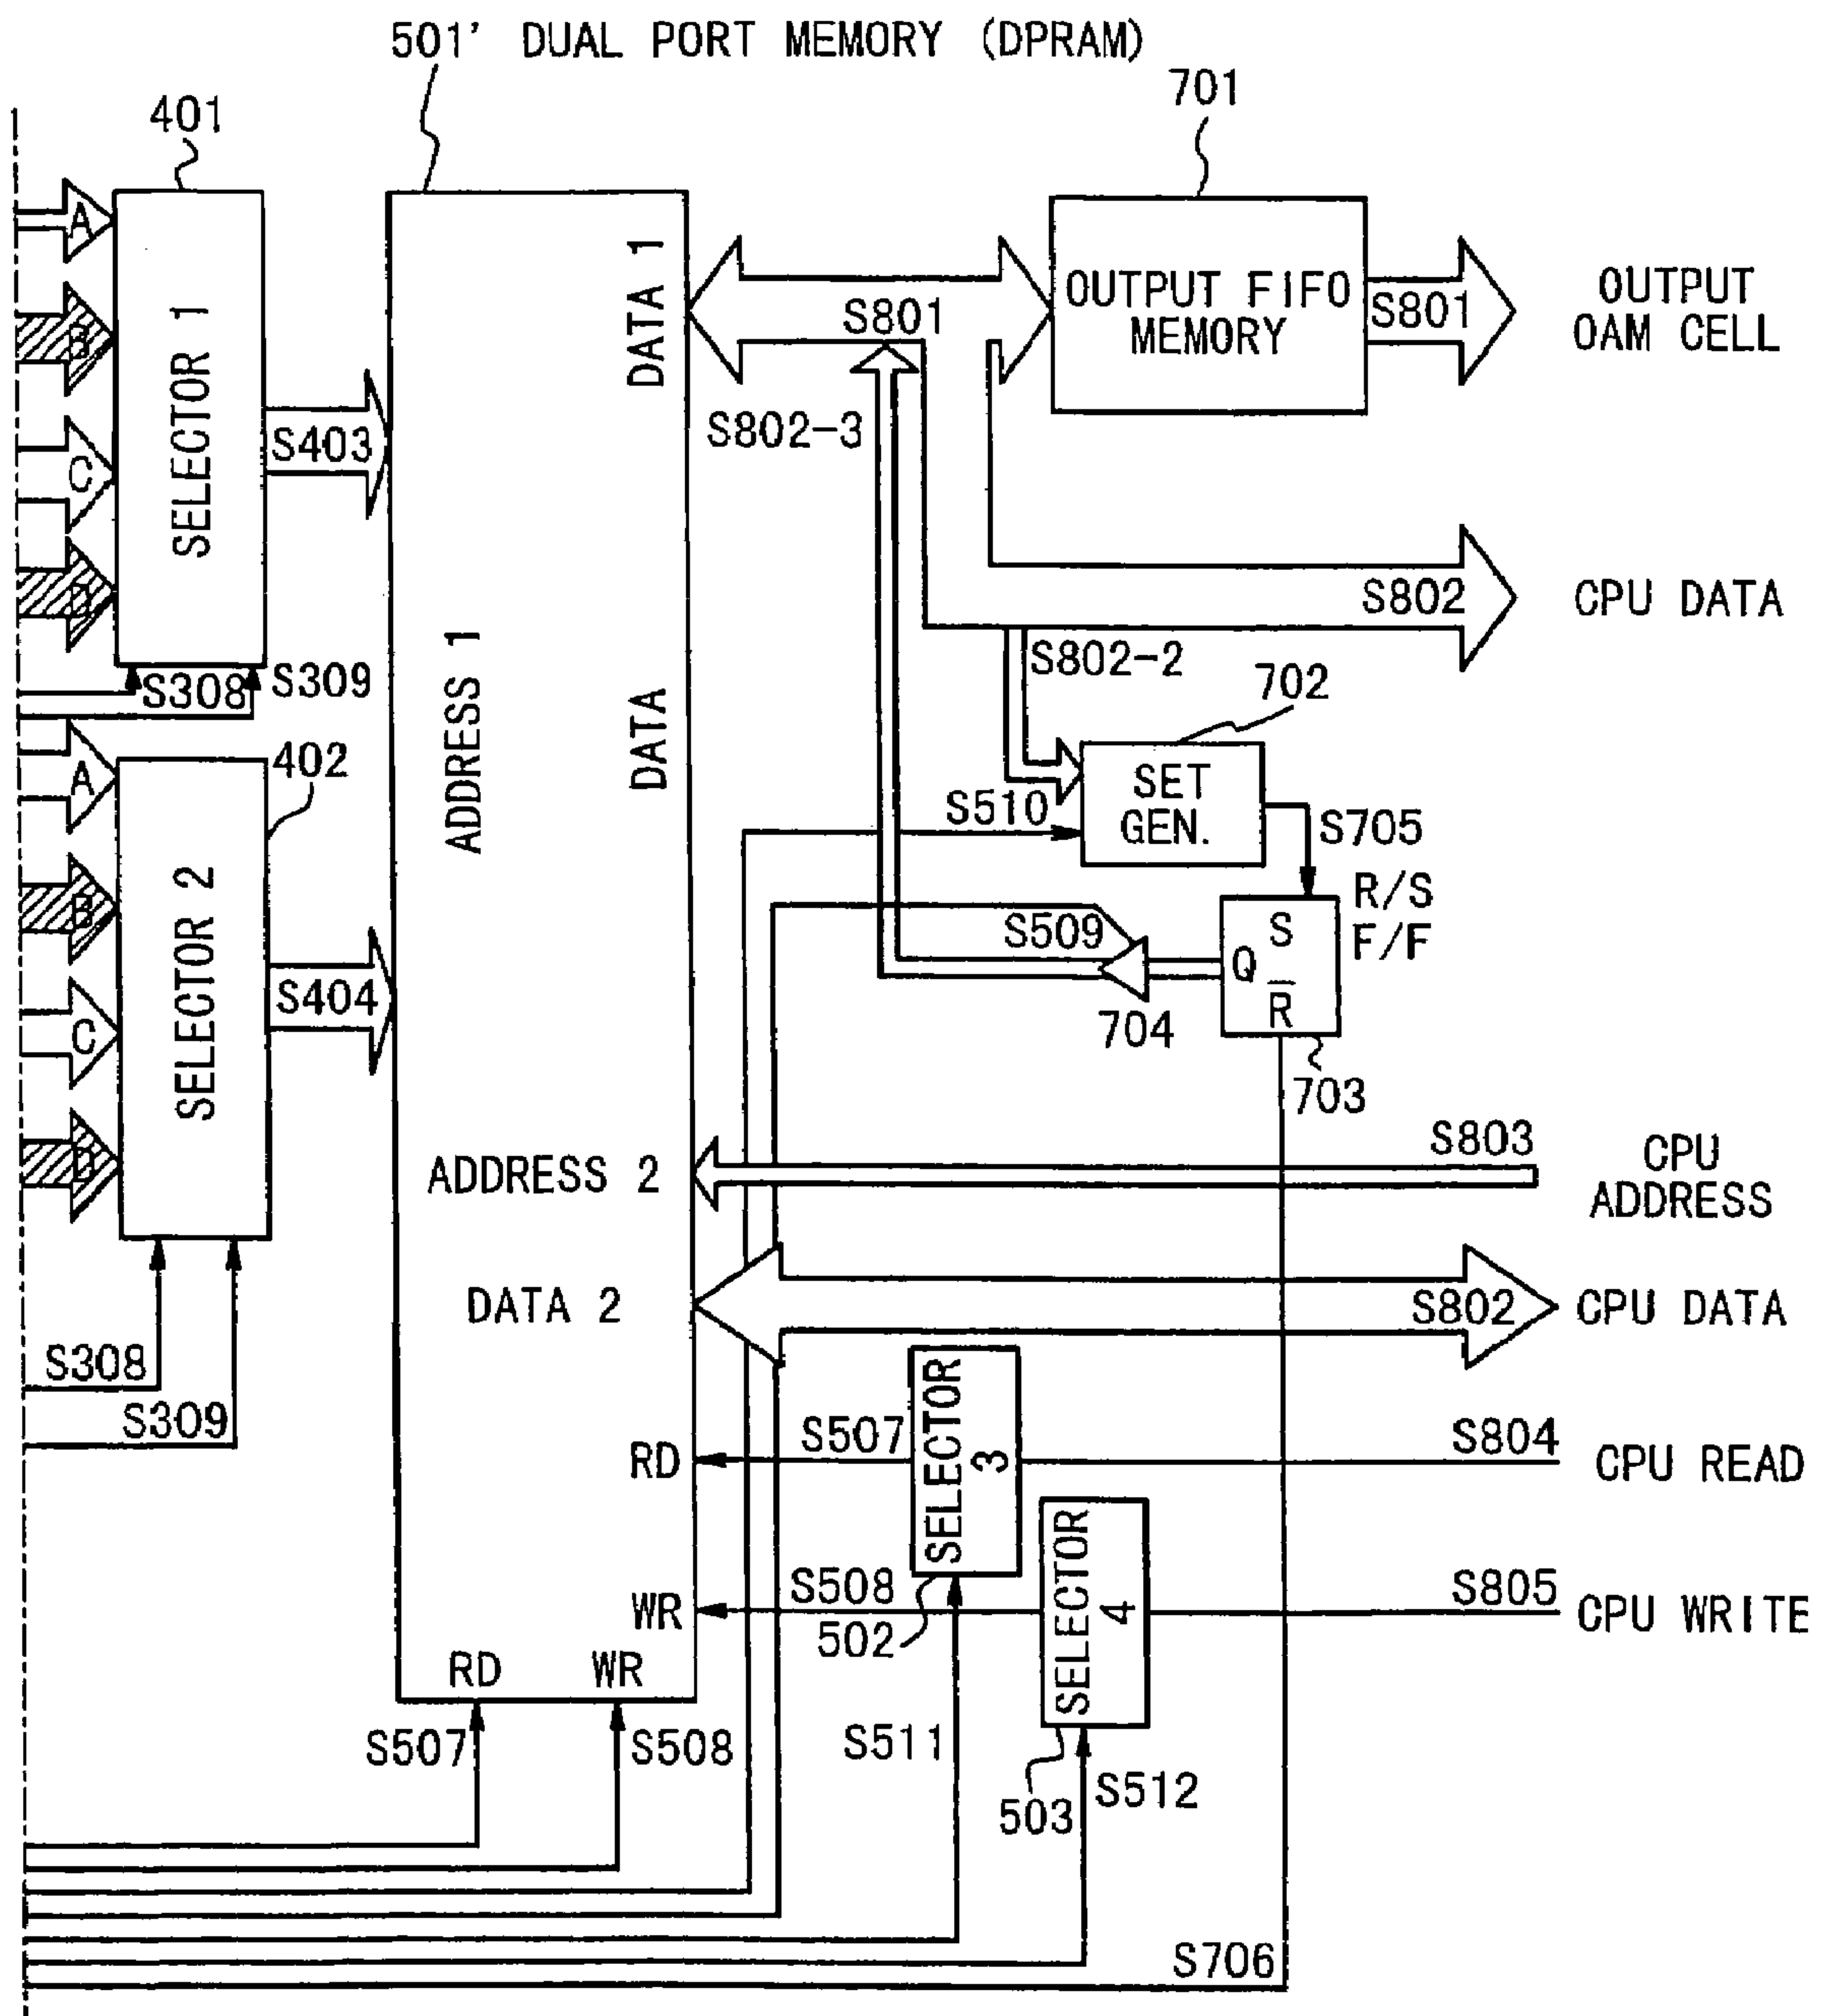 501' DUAL PORT MEMORY (DPRAM)
701
401
A
B
C
D
SELECTOR 1
S403
S308
S309
DATA 1
S801
OUTPUT FIFO
MEMORY
S801
OUTPUT
OAM CELL
S802-3
S802
CPU DATA
S802-2
702
ADDRESS 1
DATA
402
A
B
C
D
SELECTOR 2
S404
SET
GEN.
S510
S705
R/S
F/F
S509
S
Q
R̅
704
703
ADDRESS 2
S803
CPU
ADDRESS
DATA 2
S802
CPU DATA
S308
S309
RD
S507
SELECTOR
3
S804
CPU READ
WR
S508
502
SELECTOR
4
S805
CPU WRITE
RD
WR
S507
S508
S511
503
S512
S706